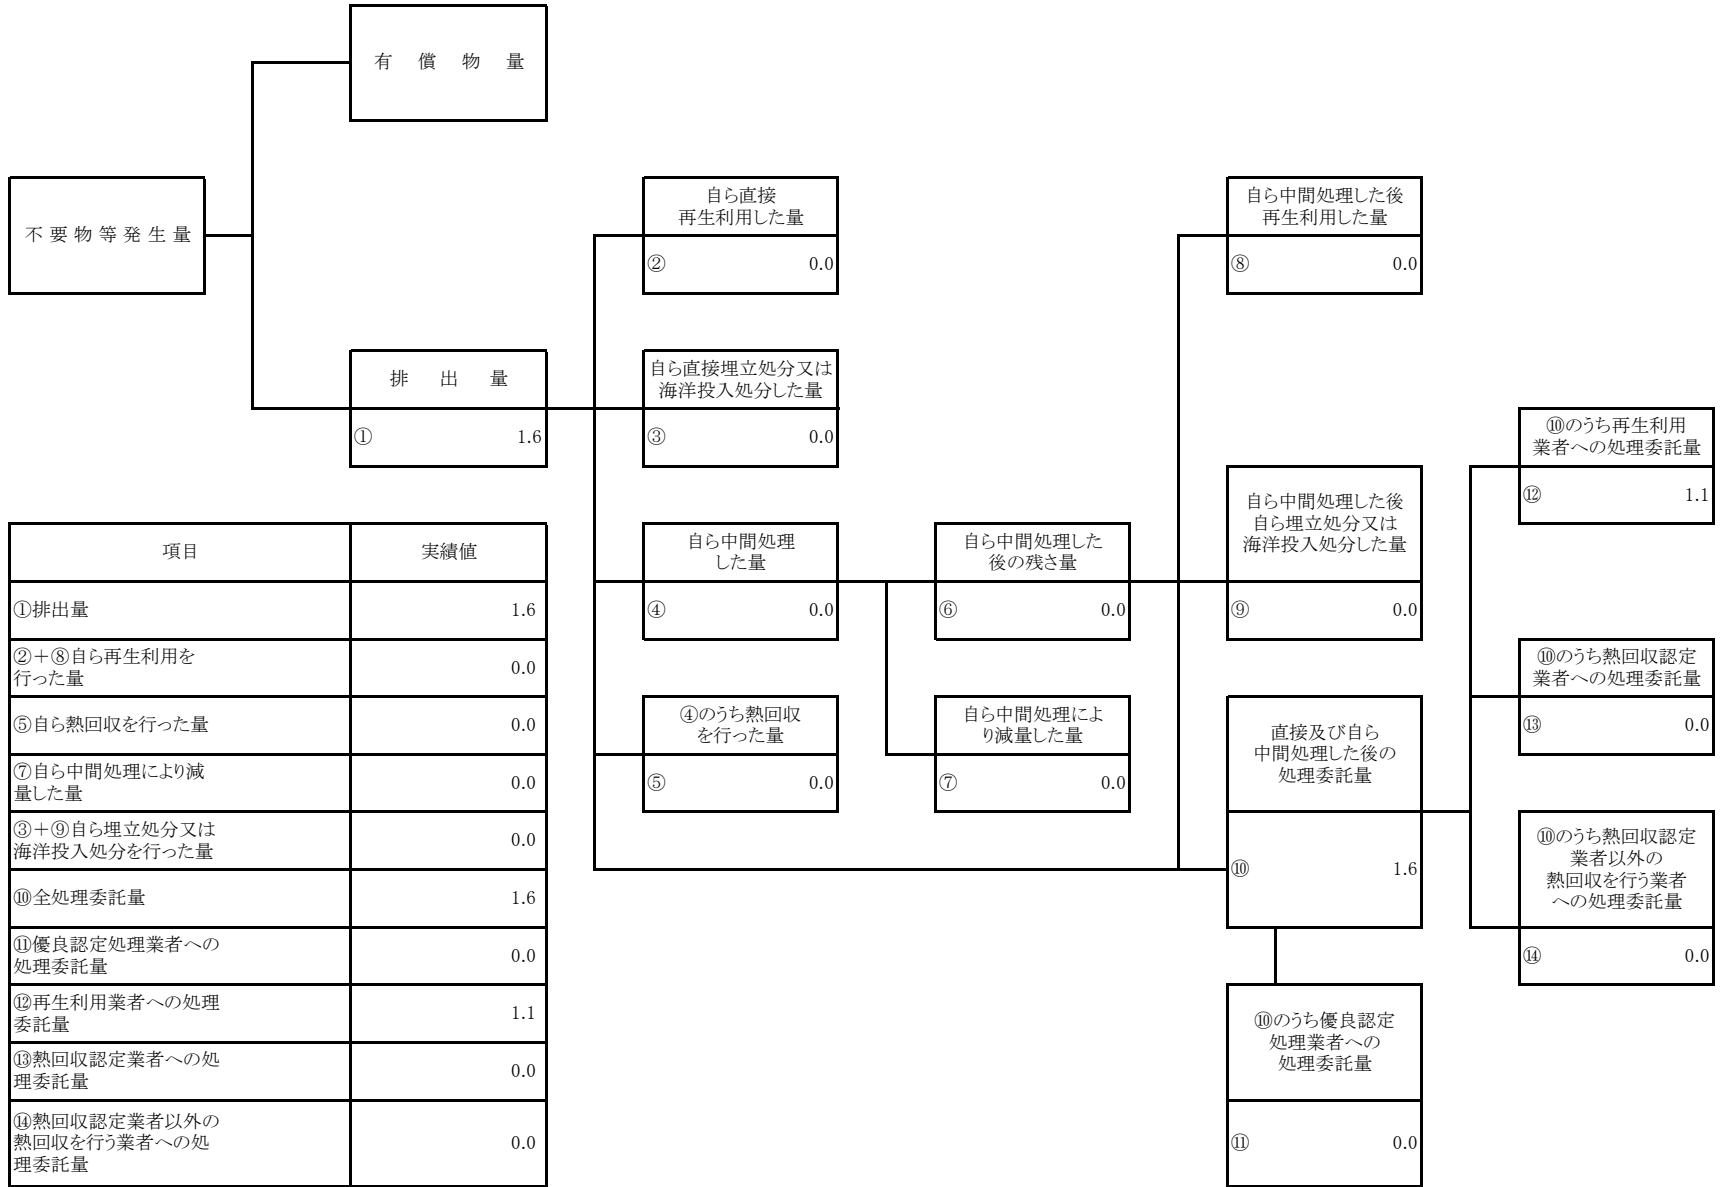 有償物量
不要物等発生量
排出量
① 1.6
自ら直接
再生利用した量
② 0.0
自ら直接埋立処分又は
海洋投入処分した量
③ 0.0
自ら中間処理
した量
④ 0.0
④のうち熱回収
を行った量
⑤ 0.0
自ら中間処理した
後の残さ量
⑥ 0.0
自ら中間処理によ
り減量した量
⑦ 0.0
自ら中間処理した後
再生利用した量
⑧ 0.0
自ら中間処理した後
自ら埋立処分又は
海洋投入処分した量
⑨ 0.0
直接及び自ら
中間処理した後の
処理委託量
⑩ 1.6
⑩のうち優良認定
処理業者への
処理委託量
⑪ 0.0
⑩のうち再生利用
業者への処理委託量
⑫ 1.1
⑩のうち熱回収認定
業者への処理委託量
⑬ 0.0
⑩のうち熱回収認定
業者以外の
熱回収を行う業者
への処理委託量
⑭ 0.0
項目 実績値
①排出量 1.6
②＋⑧自ら再生利用を
行った量 0.0
⑤自ら熱回収を行った量 0.0
⑦自ら中間処理により減
量した量 0.0
③＋⑨自ら埋立処分又は
海洋投入処分を行った量 0.0
⑩全処理委託量 1.6
⑪優良認定処理業者への
処理委託量 0.0
⑫再生利用業者への処理
委託量 1.1
⑬熱回収認定業者への処
理委託量 0.0
⑭熱回収認定業者以外の
熱回収を行う業者への処
理委託量 0.0